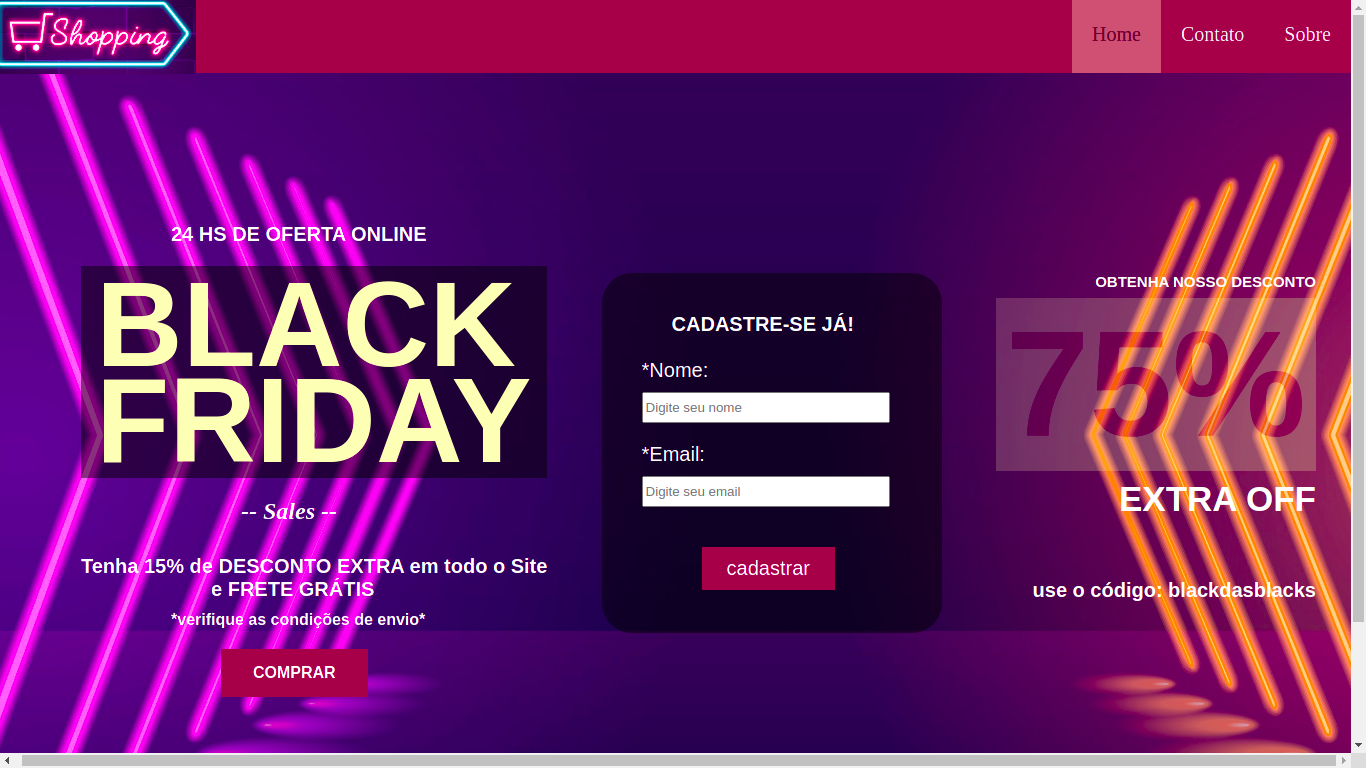 Shopping
Home
Contato
Sobre
24 HS DE OFERTA ONLINE
BLACK
FRIDAY
-- Sales --
Tenha 15% de DESCONTO EXTRA em todo o Site
e FRETE GRÁTIS
*verifique as condições de envio*
COMPRAR
CADASTRE-SE JÁ!
*Nome:
Digite seu nome
*Email:
Digite seu email
cadastrar
OBTENHA NOSSO DESCONTO
75%
EXTRA OFF
use o código: blackdasblacks